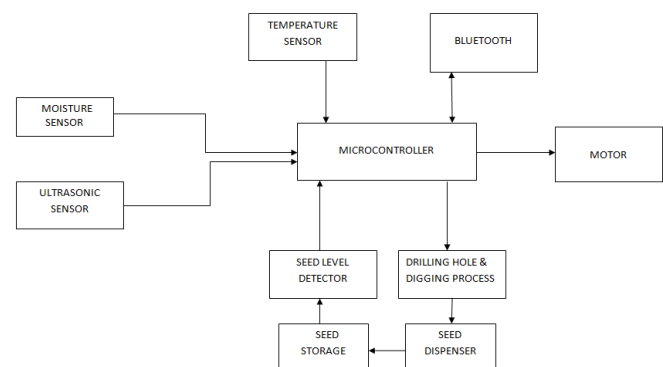 TEMPERATURE
SENSOR
BLUETOOTH
MOISTURE
SENSOR
MICROCONTROLLER
MOTOR
ULTRASONIC
SENSOR
SEED LEVEL
DETECTOR
DRILLING HOLE &
DIGGING PROCESS
SEED
STORAGE
SEED
DISPENSER